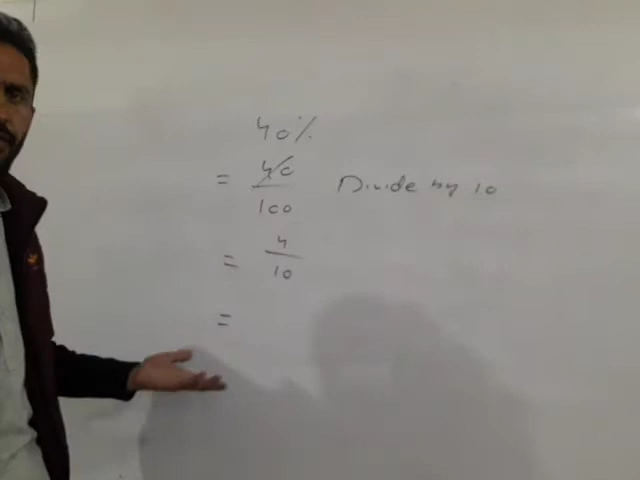 40%
= 40/100 Divide by 10
= 4/10
=